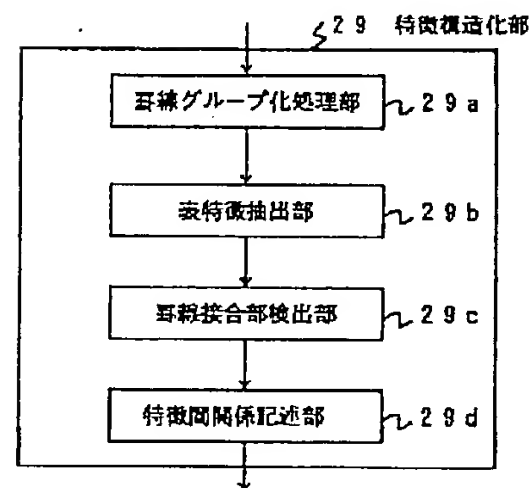 29 特徴構造化部
罫線グループ化処理部 29a
表特徴抽出部 29b
罫線接合部検出部 29c
特徴間関係記述部 29d